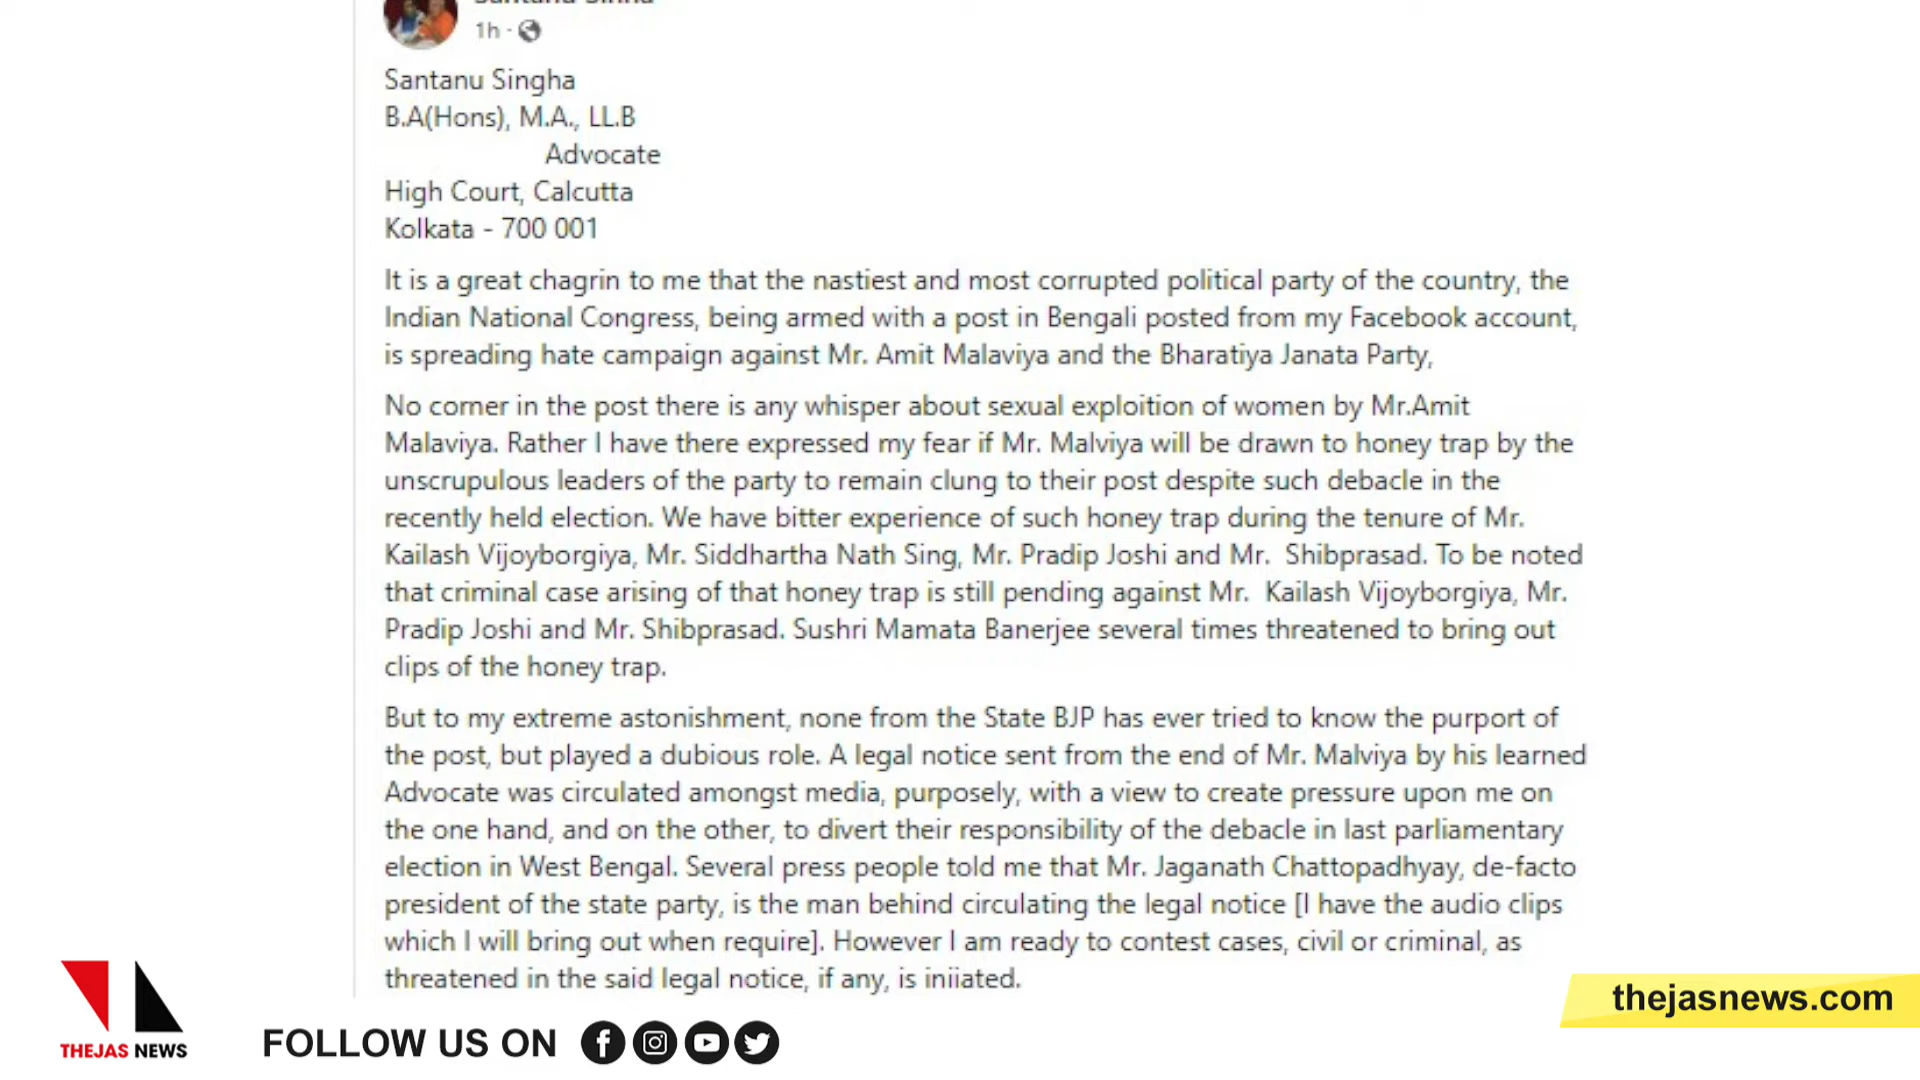 1h ·
Santanu Singha
B.A(Hons), M.A., LL.B
Advocate
High Court, Calcutta
Kolkata - 700 001
It is a great chagrin to me that the nastiest and most corrupted political party of the country, the
Indian National Congress, being armed with a post in Bengali posted from my Facebook account,
is spreading hate campaign against Mr. Amit Malaviya and the Bharatiya Janata Party,
No corner in the post there is any whisper about sexual exploition of women by Mr.Amit
Malaviya. Rather I have there expressed my fear if Mr. Malviya will be drawn to honey trap by the
unscrupulous leaders of the party to remain clung to their post despite such debacle in the
recently held election. We have bitter experience of such honey trap during the tenure of Mr.
Kailash Vijoyborgiya, Mr. Siddhartha Nath Sing, Mr. Pradip Joshi and Mr. Shibprasad. To be noted
that criminal case arising of that honey trap is still pending against Mr. Kailash Vijoyborgiya, Mr.
Pradip Joshi and Mr. Shibprasad. Sushri Mamata Banerjee several times threatened to bring out
clips of the honey trap.
But to my extreme astonishment, none from the State BJP has ever tried to know the purport of
the post, but played a dubious role. A legal notice sent from the end of Mr. Malviya by his learned
Advocate was circulated amongst media, purposely, with a view to create pressure upon me on
the one hand, and on the other, to divert their responsibility of the debacle in last parliamentary
election in West Bengal. Several press people told me that Mr. Jaganath Chattopadhyay, de-facto
president of the state party, is the man behind circulating the legal notice [I have the audio clips
which I will bring out when require]. However I am ready to contest cases, civil or criminal, as
threatened in the said legal notice, if any, is iniiated.
thejasnews.com
THEJAS NEWS
FOLLOW US ON